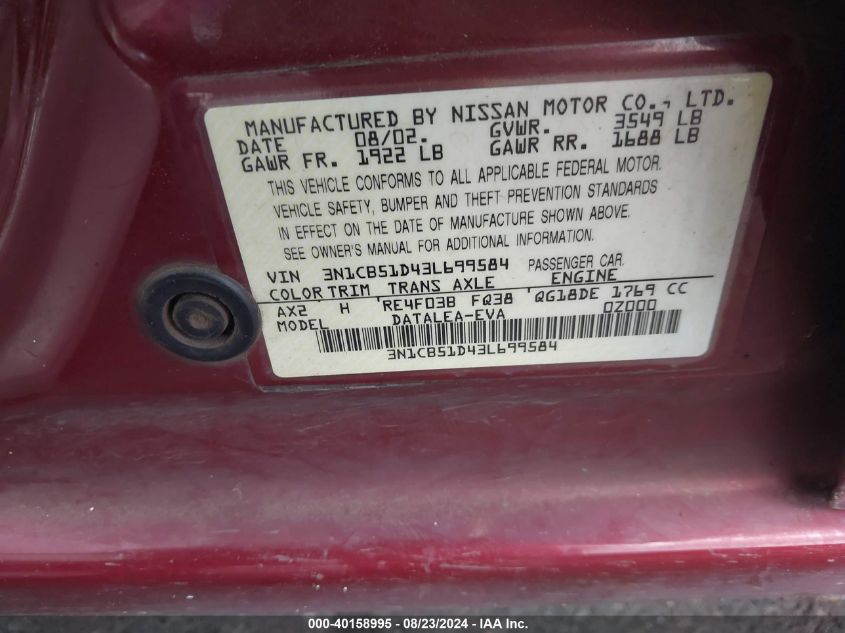 MANUFACTURED BY NISSAN MOTOR CO., LTD.
DATE 08/02. GVWR. 3549 LB
GAWR FR. 1922 LB GAWR RR. 1688 LB
THIS VEHICLE CONFORMS TO ALL APPLICABLE FEDERAL MOTOR
VEHICLE SAFETY, BUMPER AND THEFT PREVENTION STANDARDS
IN EFFECT ON THE DATE OF MANUFACTURE SHOWN ABOVE.
SEE OWNER'S MANUAL FOR ADDITIONAL INFORMATION.
VIN 3N1CB51D43L699584 PASSENGER CAR.
COLOR TRIM TRANS AXLE ENGINE
AX2 H RE4F03B FQ38 QG18DE 1769 CC
MODEL DATALEA-EVA 0Z000
3N1CB51D43L699584
000-40158995 - 08/23/2024 - IAA, Inc.